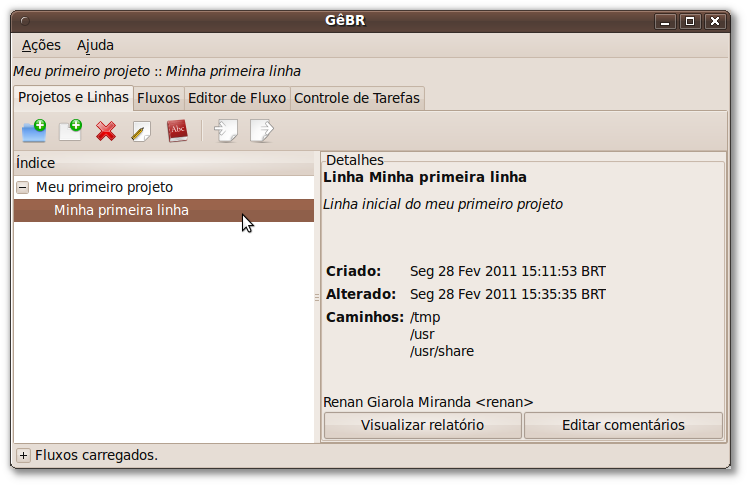 GêBR
Ações Ajuda
Meu primeiro projeto :: Minha primeira linha
Projetos e Linhas Fluxos Editor de Fluxo Controle de Tarefas
Abc
Índice
Meu primeiro projeto
Minha primeira linha
Detalhes
Linha Minha primeira linha
Linha inicial do meu primeiro projeto
Criado: Seg 28 Fev 2011 15:11:53 BRT
Alterado: Seg 28 Fev 2011 15:35:35 BRT
Caminhos: /tmp
/usr
/usr/share
Renan Giarola Miranda <renan>
Visualizar relatório Editar comentários
Fluxos carregados.